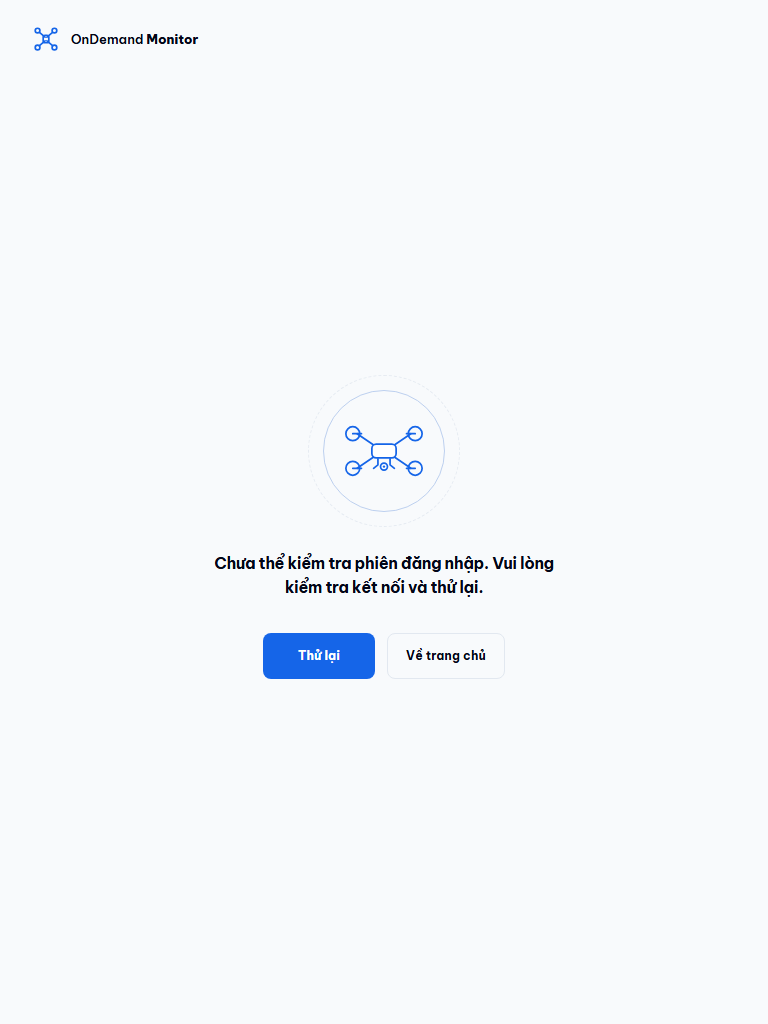 OnDemand Monitor
Chưa thể kiểm tra phiên đăng nhập. Vui lòng
kiểm tra kết nối và thử lại.
Thử lại
Về trang chủ